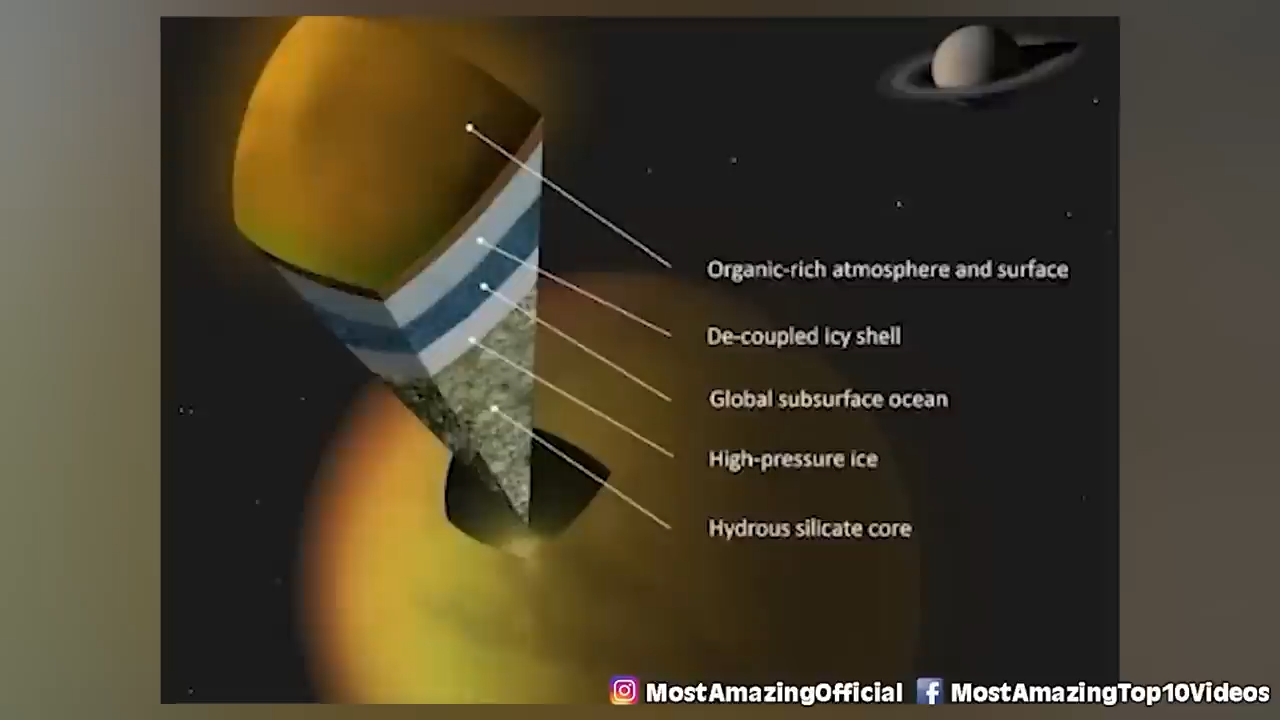 Organic-rich atmosphere and surface
De-coupled icy shell
Global subsurface ocean
High-pressure ice
Hydrous silicate core
MostAmazingOfficial MostAmazingTop10Videos